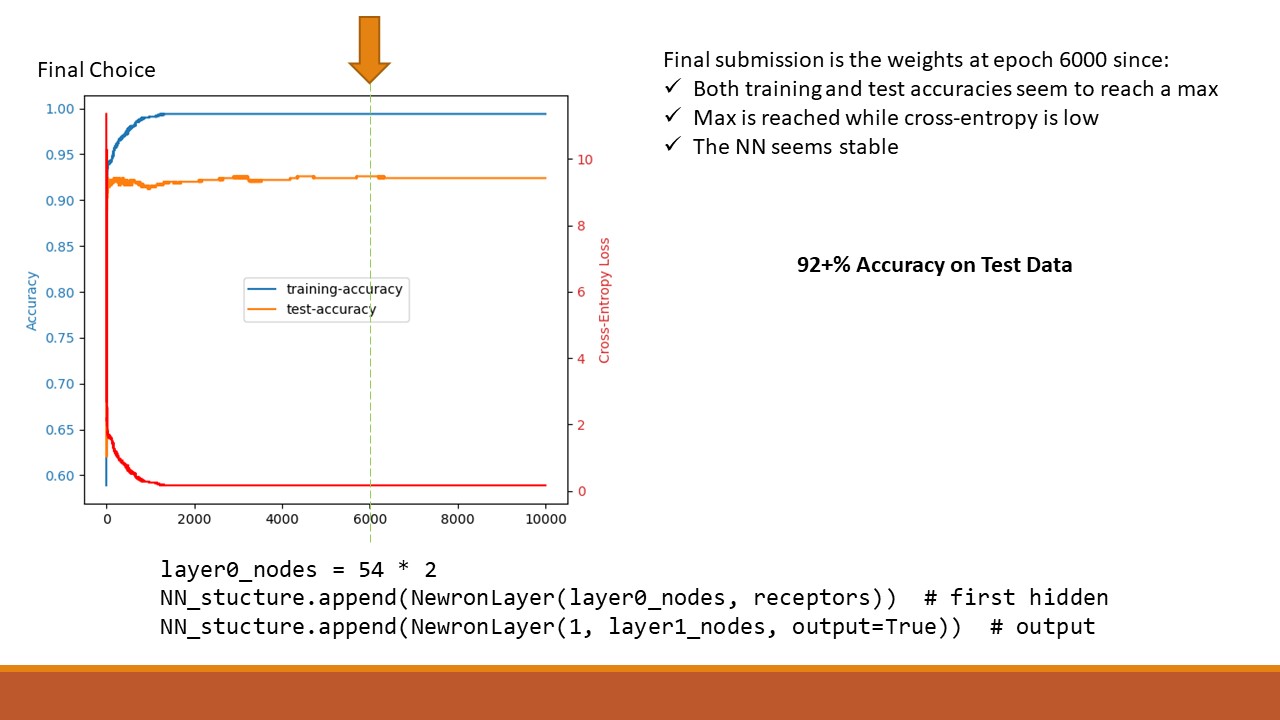 Final Choice
Final submission is the weights at epoch 6000 since:
✓ Both training and test accuracies seem to reach a max
✓ Max is reached while cross-entropy is low
✓ The NN seems stable
92+% Accuracy on Test Data
1.00
0.95
0.90
0.85
0.80
0.75
0.70
0.65
0.60
Accuracy
training-accuracy
test-accuracy
10
8
6
4
2
0
Cross-Entropy Loss
0 2000 4000 6000 8000 10000
layer0_nodes = 54 * 2
NN_stucture.append(NewronLayer(layer0_nodes, receptors)) # first hidden
NN_stucture.append(NewronLayer(1, layer1_nodes, output=True)) # output